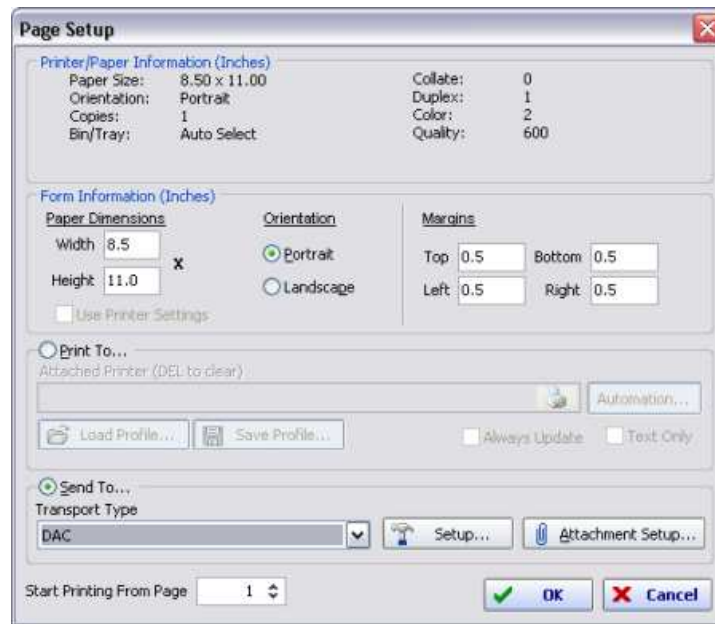 Page Setup
Printer/Paper Information (Inches)
Paper Size: 8.50 x 11.00 Collate: 0
Orientation: Portrait Duplex: 1
Copies: 1 Color: 2
Bin/Tray: Auto Select Quality: 600
Form Information (Inches)
Paper Dimensions Orientation Margins
Width 8.5 x Portrait Top 0.5 Bottom 0.5
Height 11.0 Landscape Left 0.5 Right 0.5
Use Printer Settings
Print To...
Attached Printer (DEL to clear)
Automation...
Load Profile... Save Profile... Always Update Text Only
Send To...
Transport Type
DAC Setup... Attachment Setup...
Start Printing From Page 1 OK Cancel